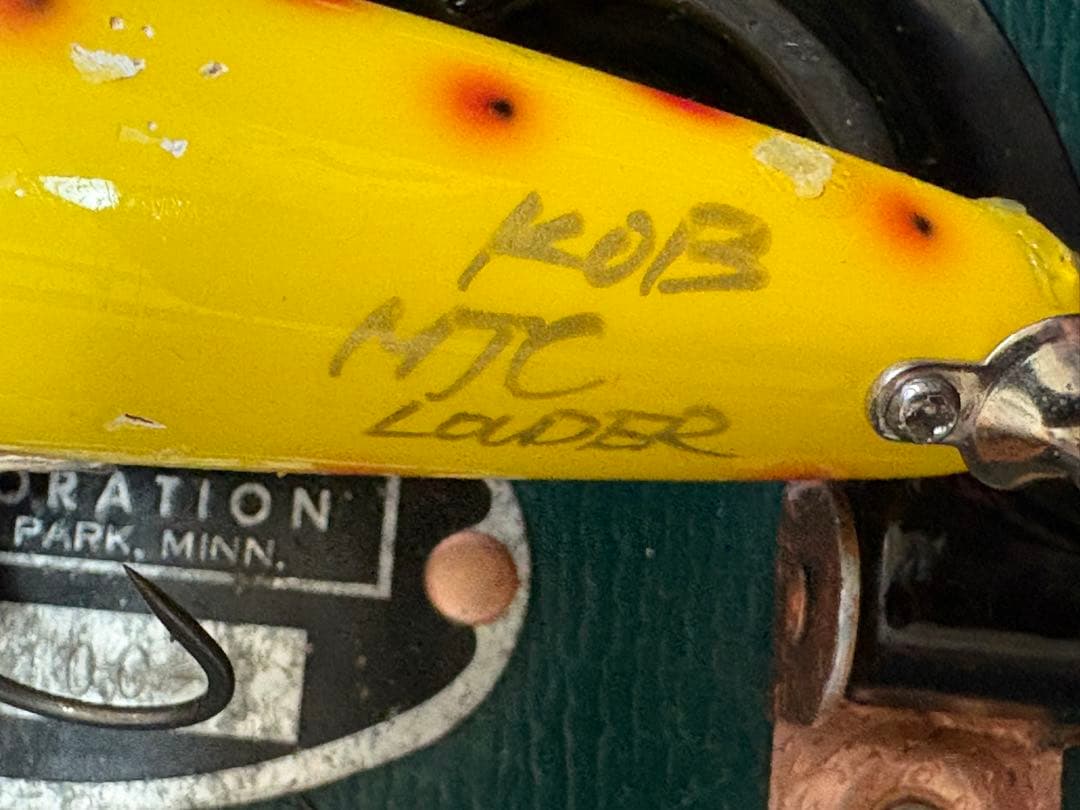 KOB
MJC
LOUDER
ORATION
PARK, MINN.